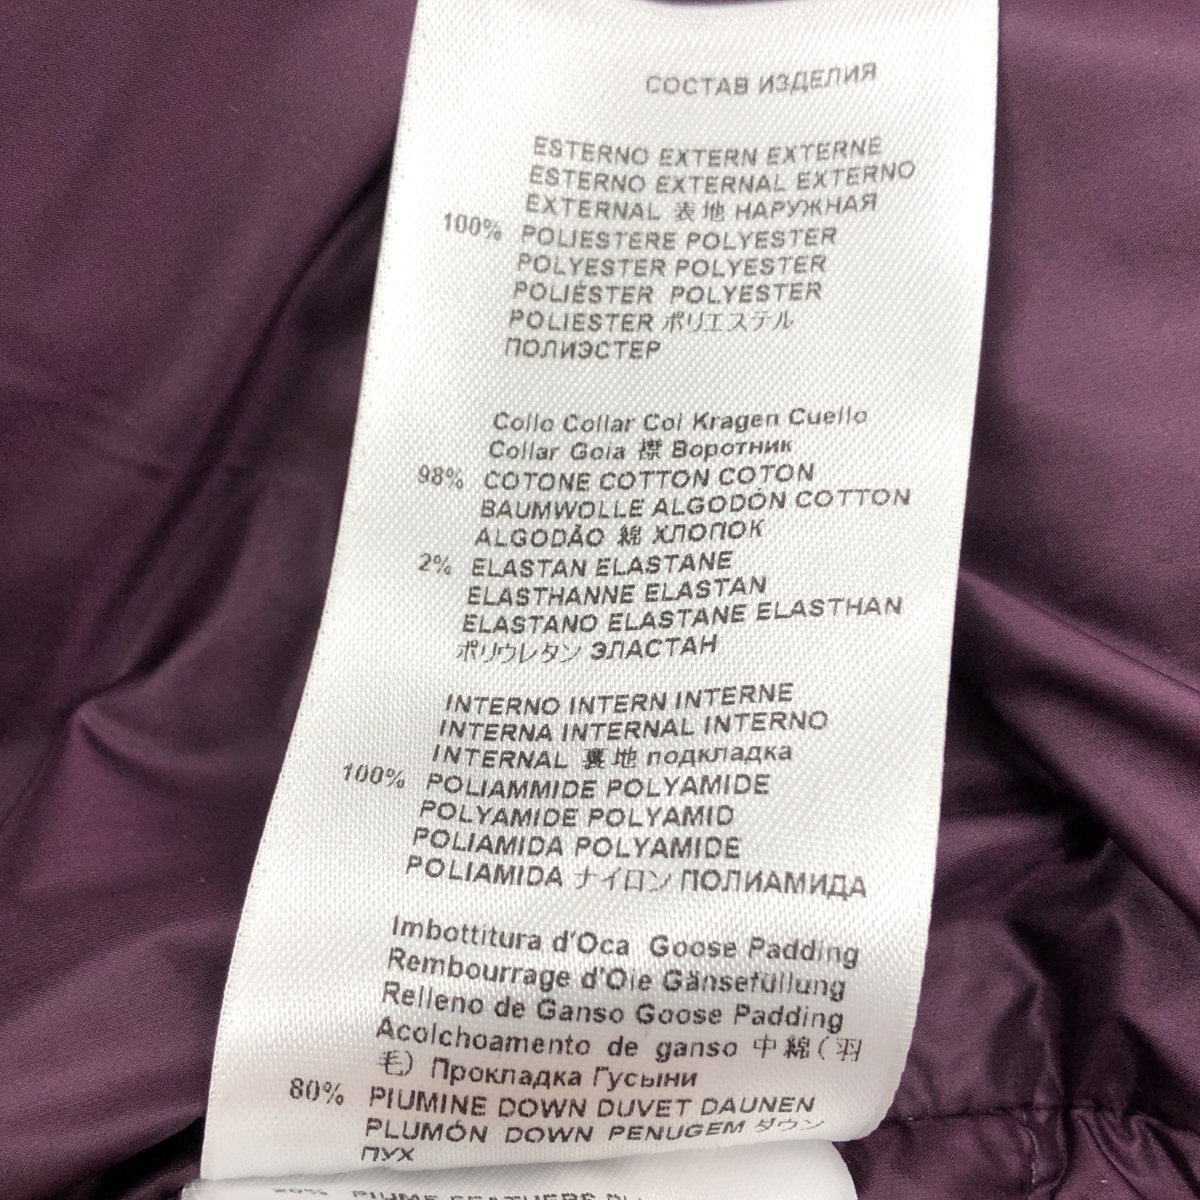 СОСТАВ ИЗДЕЛИЯ
ESTERNO EXTERN EXTERNE
ESTERNO EXTERNAL EXTERNO
EXTERNAL 表地 НАРУЖНАЯ
100% POLIESTERE POLYESTER
POLYESTER POLYESTER
POLIÉSTER POLYESTER
POLIESTER ポリエステル
ПОЛИЭСТЕР
Collo Collar Col Kragen Cuello
Collar Gola 襟 Воротник
98% COTONE COTTON COTON
BAUMWOLLE ALGODÓN COTTON
ALGODÃO 綿 ХЛОПОК
2% ELASTAN ELASTANE
ELASTHANNE ELASTAN
ELASTANO ELASTANE ELASTHAN
ポリウレタン ЭЛАСТАН
INTERNO INTERN INTERNE
INTERNA INTERNAL INTERNO
INTERNAL 裏地 подкладка
100% POLIAMMIDE POLYAMIDE
POLYAMIDE POLYAMID
POLIAMIDA POLYAMIDE
POLIAMIDA ナイロン ПОЛИАМИДА
Imbottitura d'Oca Goose Padding
Rembourrage d'Oie Gänsefüllung
Relleno de Ganso Goose Padding
Acolchoamento de ganso 中綿(羽
毛) Прокладка Гусыни
80% PIUMINE DOWN DUVET DAUNEN
PLUMÓN DOWN PENUGEM ダウン
ПУХ
20% PIUME FEATHERS